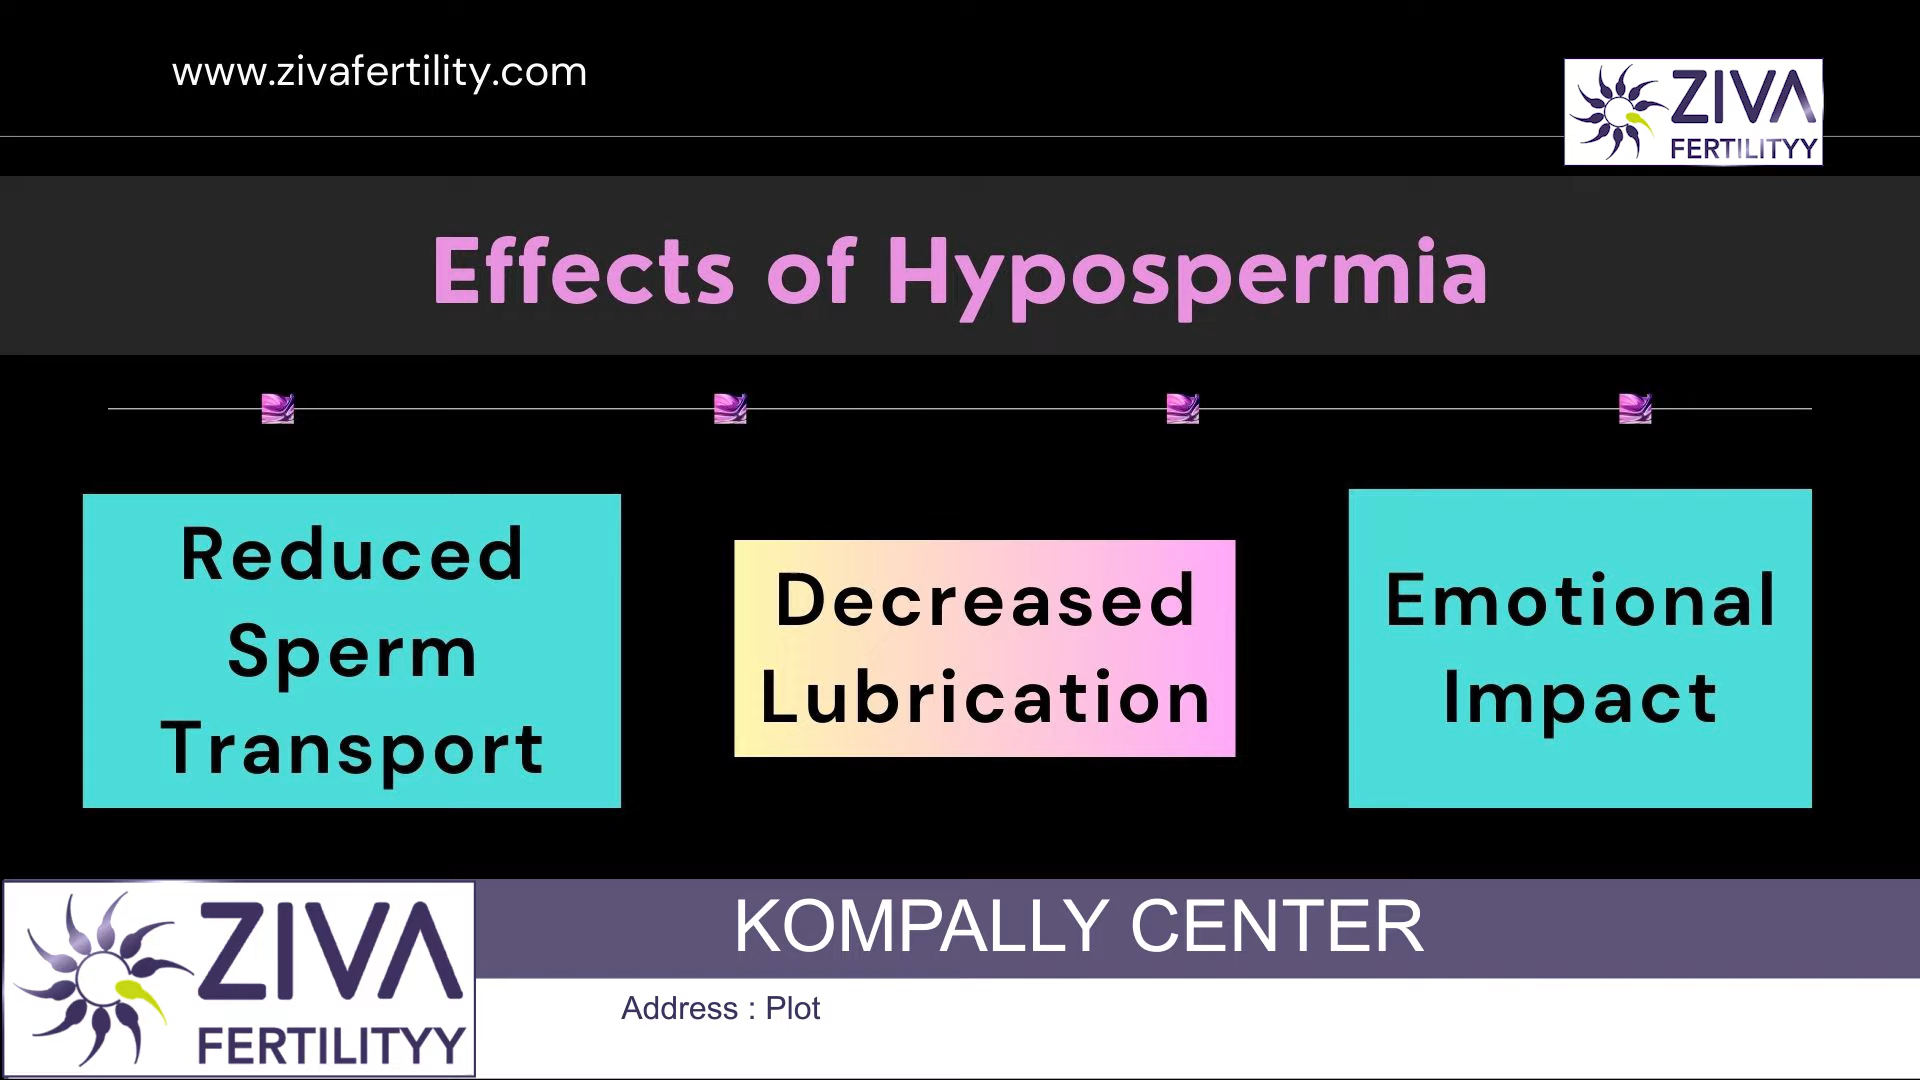 www.zivafertility.com
ZIVA
FERTILITYY
Effects of Hypospermia
Reduced
Sperm
Transport
Decreased
Lubrication
Emotional
Impact
ZIVA
FERTILITYY
KOMPALLY CENTER
Address : Plot